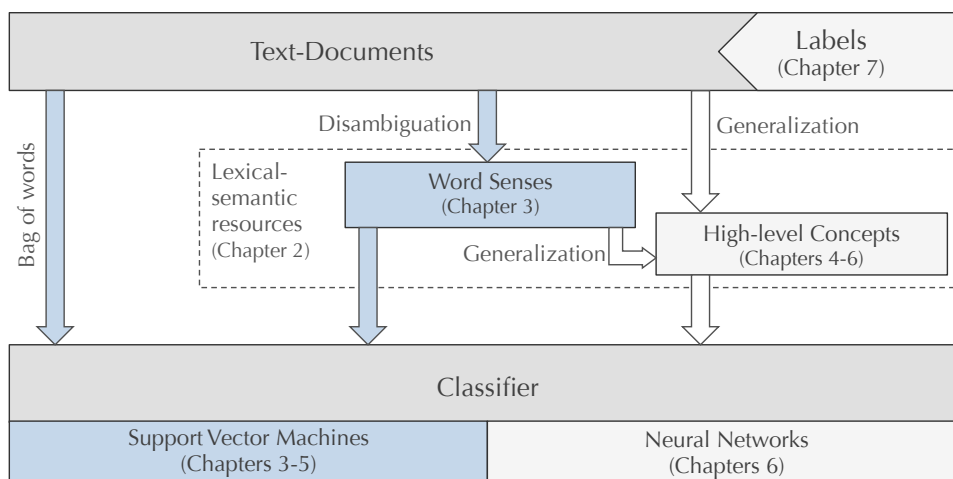 Text-Documents
Labels
(Chapter 7)
Bag of words
Disambiguation
Generalization
Lexical-
semantic
resources
(Chapter 2)
Word Senses
(Chapter 3)
Generalization
High-level Concepts
(Chapters 4-6)
Classifier
Support Vector Machines
(Chapters 3-5)
Neural Networks
(Chapters 6)